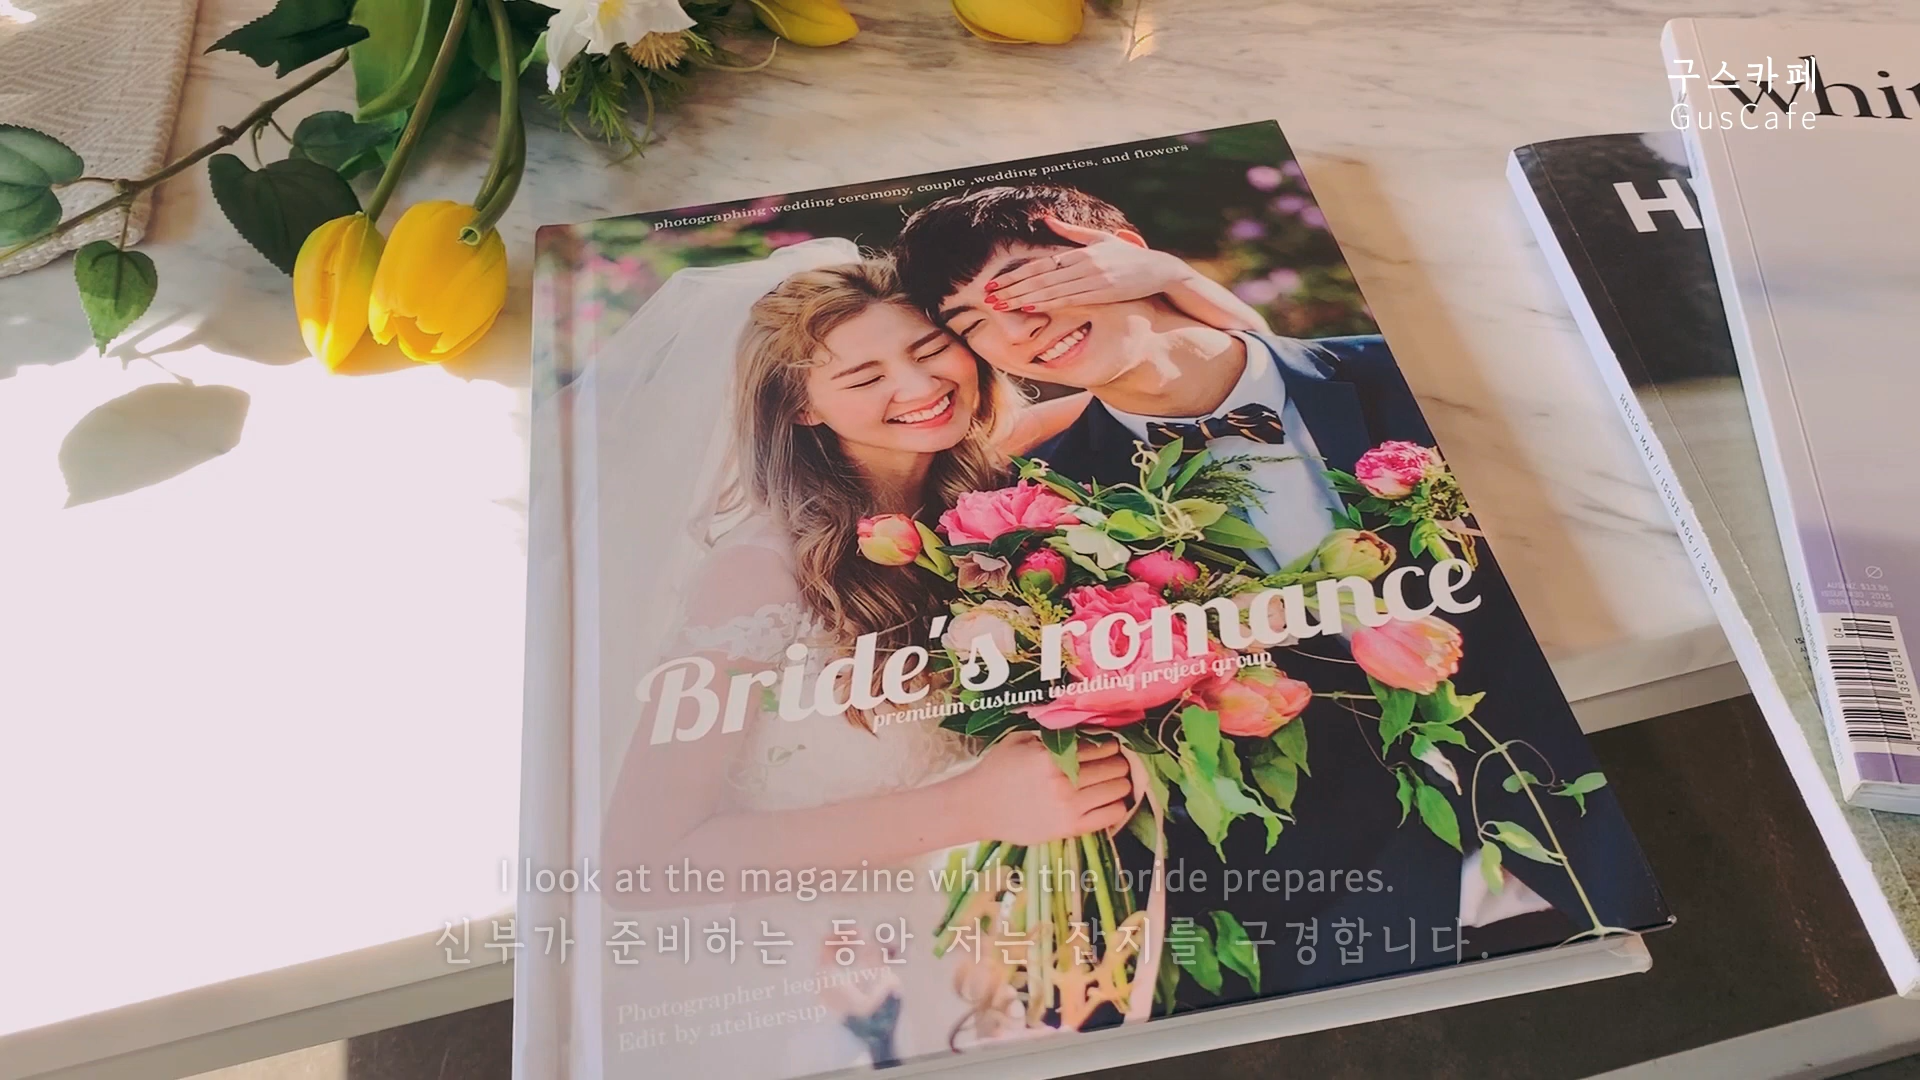 구스카페
GusCafe
whi
H
photographing wedding ceremony, couple ,wedding parties, and flowers
Bride's romance
premium custum wedding project group
HELLO MAY // ISSUE #06 // 2014
I look at the magazine while the bride prepares.
신부가 준비하는 동안 저는 잡지를 구경합니다.
Photographer leejinhwa
Edit by ateliersup